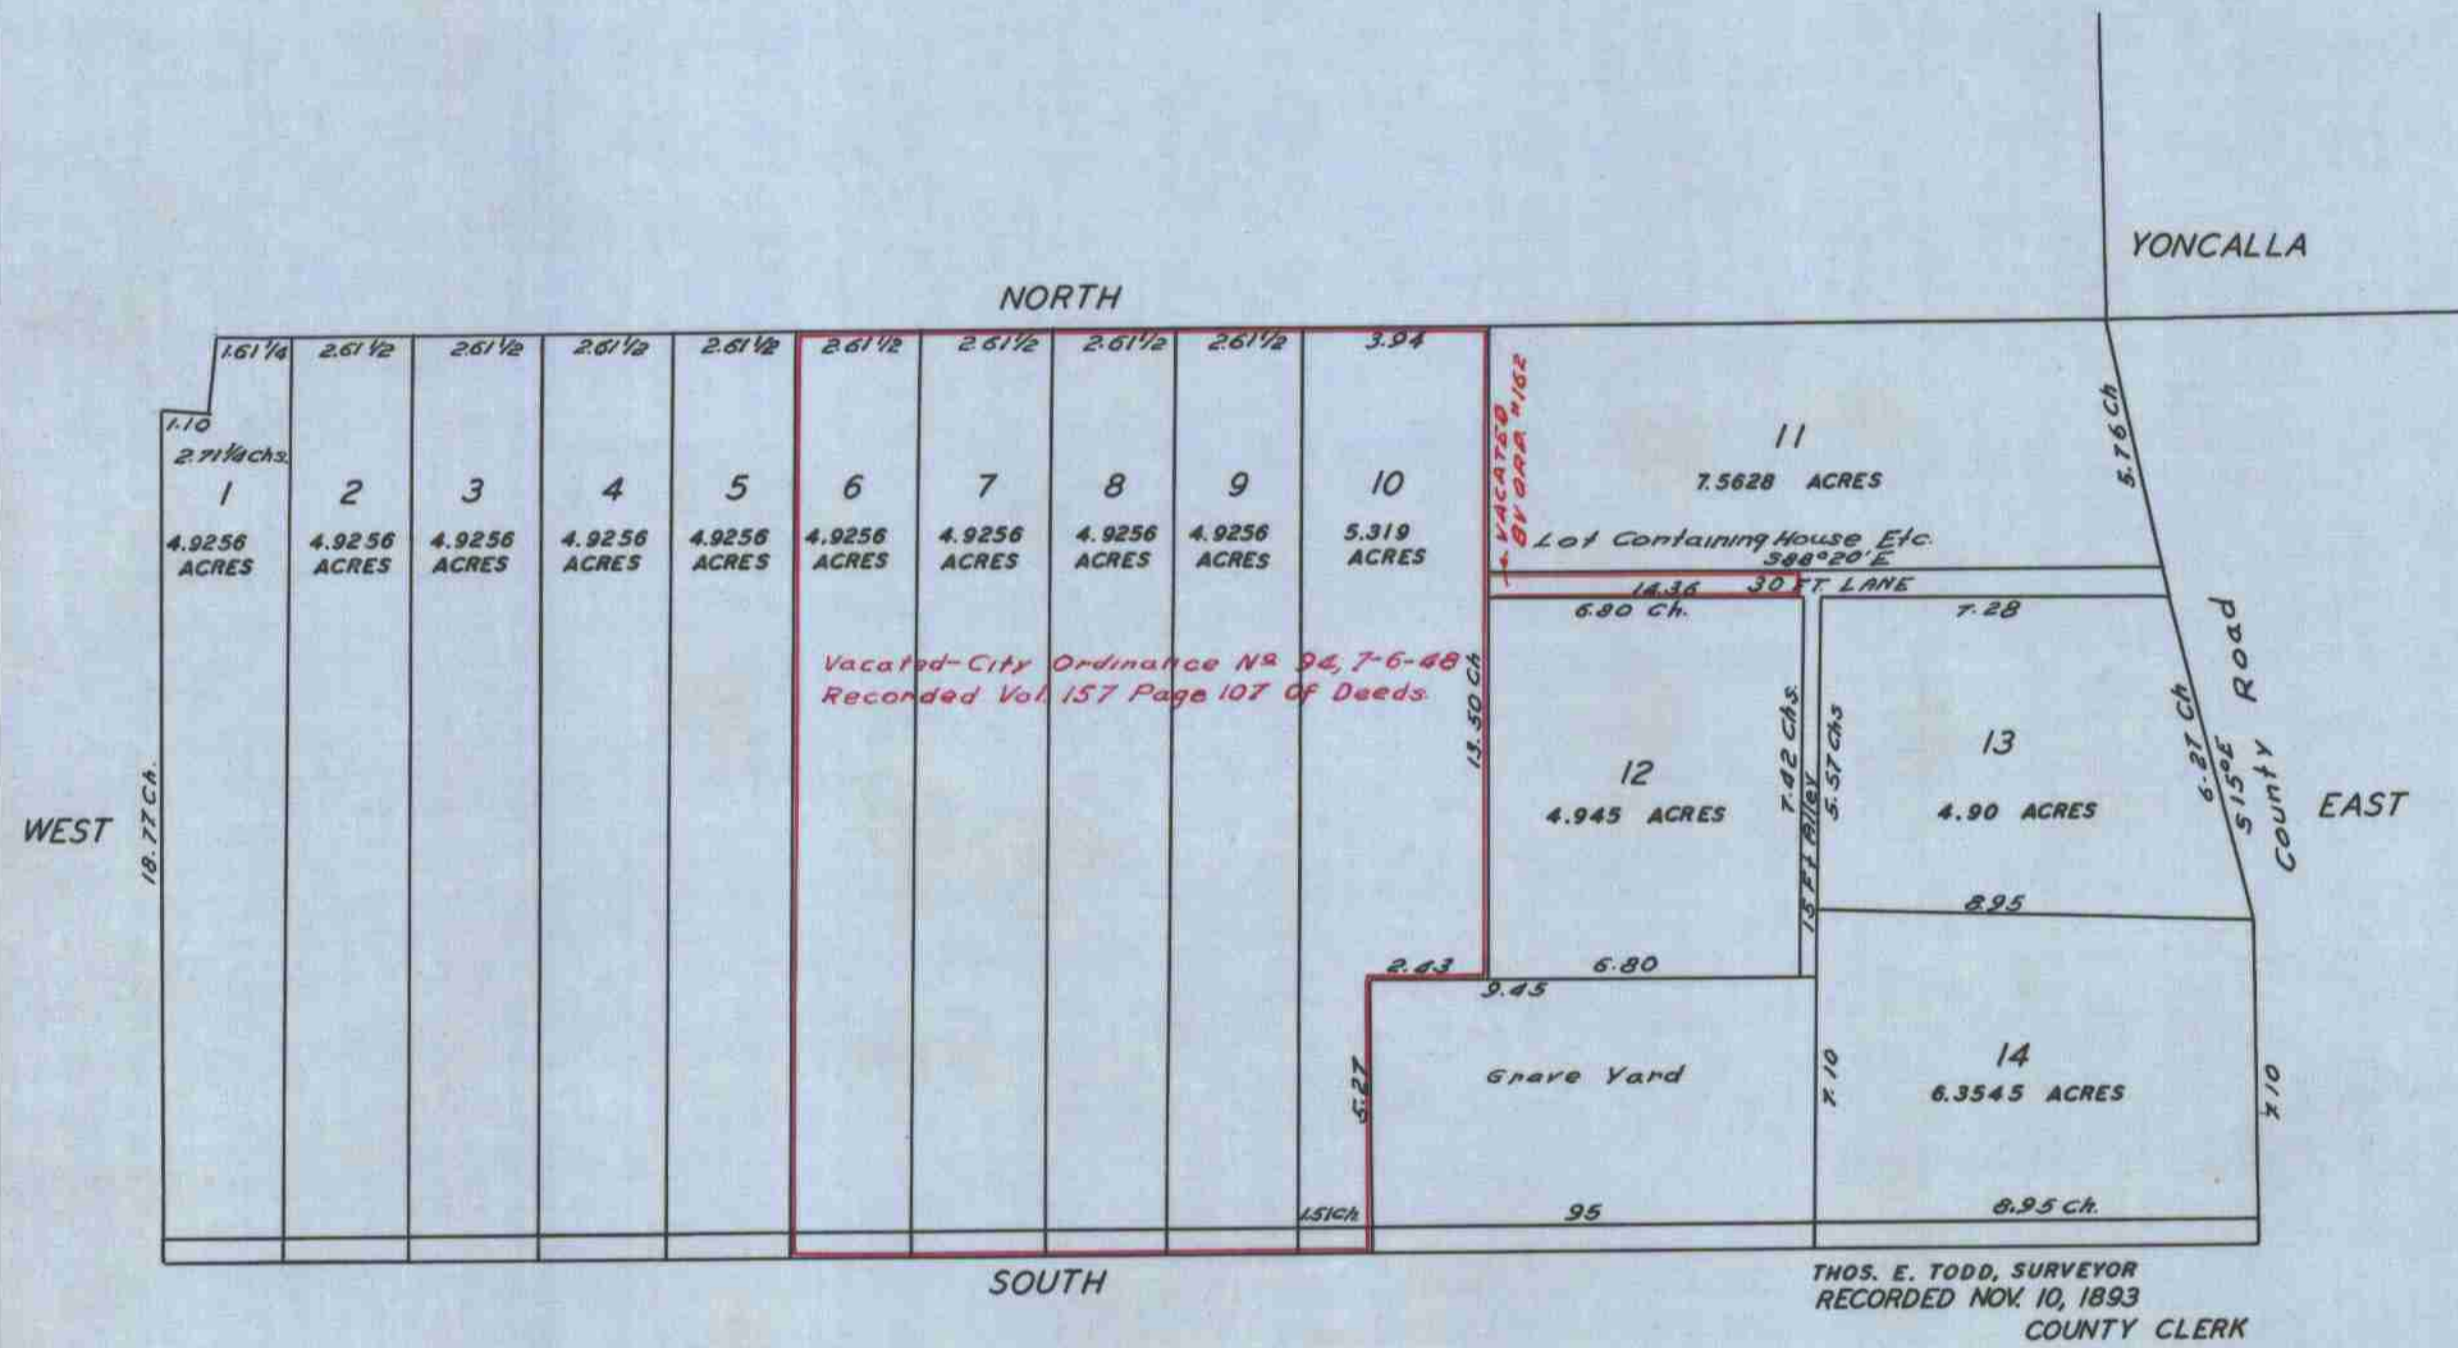 YONCALLA
NORTH
1.61 1/4
2.61 1/2
2.61 1/2
2.61 1/2
2.61 1/2
2.61 1/2
2.61 1/2
2.61 1/2
2.61 1/2
3.94
1.10
2.71 1/4 chs.
1
4.9256
ACRES
2
4.9256
ACRES
3
4.9256
ACRES
4
4.9256
ACRES
5
4.9256
ACRES
6
4.9256
ACRES
7
4.9256
ACRES
8
4.9256
ACRES
9
4.9256
ACRES
10
5.319
ACRES
VACATED
BY ORD. #162
11
7.5628 ACRES
Lot Containing House Etc.
S88°20'E
5.76 Ch
14.36
30 FT. LANE
6.80 Ch.
7.28
Vacated-City Ordinance No 94, 7-6-48
Recorded Vol. 157 Page 107 Of Deeds
13.50 Ch
12
4.945 ACRES
7.42 Chs.
15 Ft Alley
5.57 Chs
13
4.90 ACRES
6.27 Ch
S15°E
County Road
WEST
18.77 Ch.
EAST
8.95
2.43
6.80
9.45
5.27
Grave Yard
7.10
14
6.3545 ACRES
7.10
1.51 Ch
95
8.95 Ch.
SOUTH
THOS. E. TODD, SURVEYOR
RECORDED NOV. 10, 1893
COUNTY CLERK